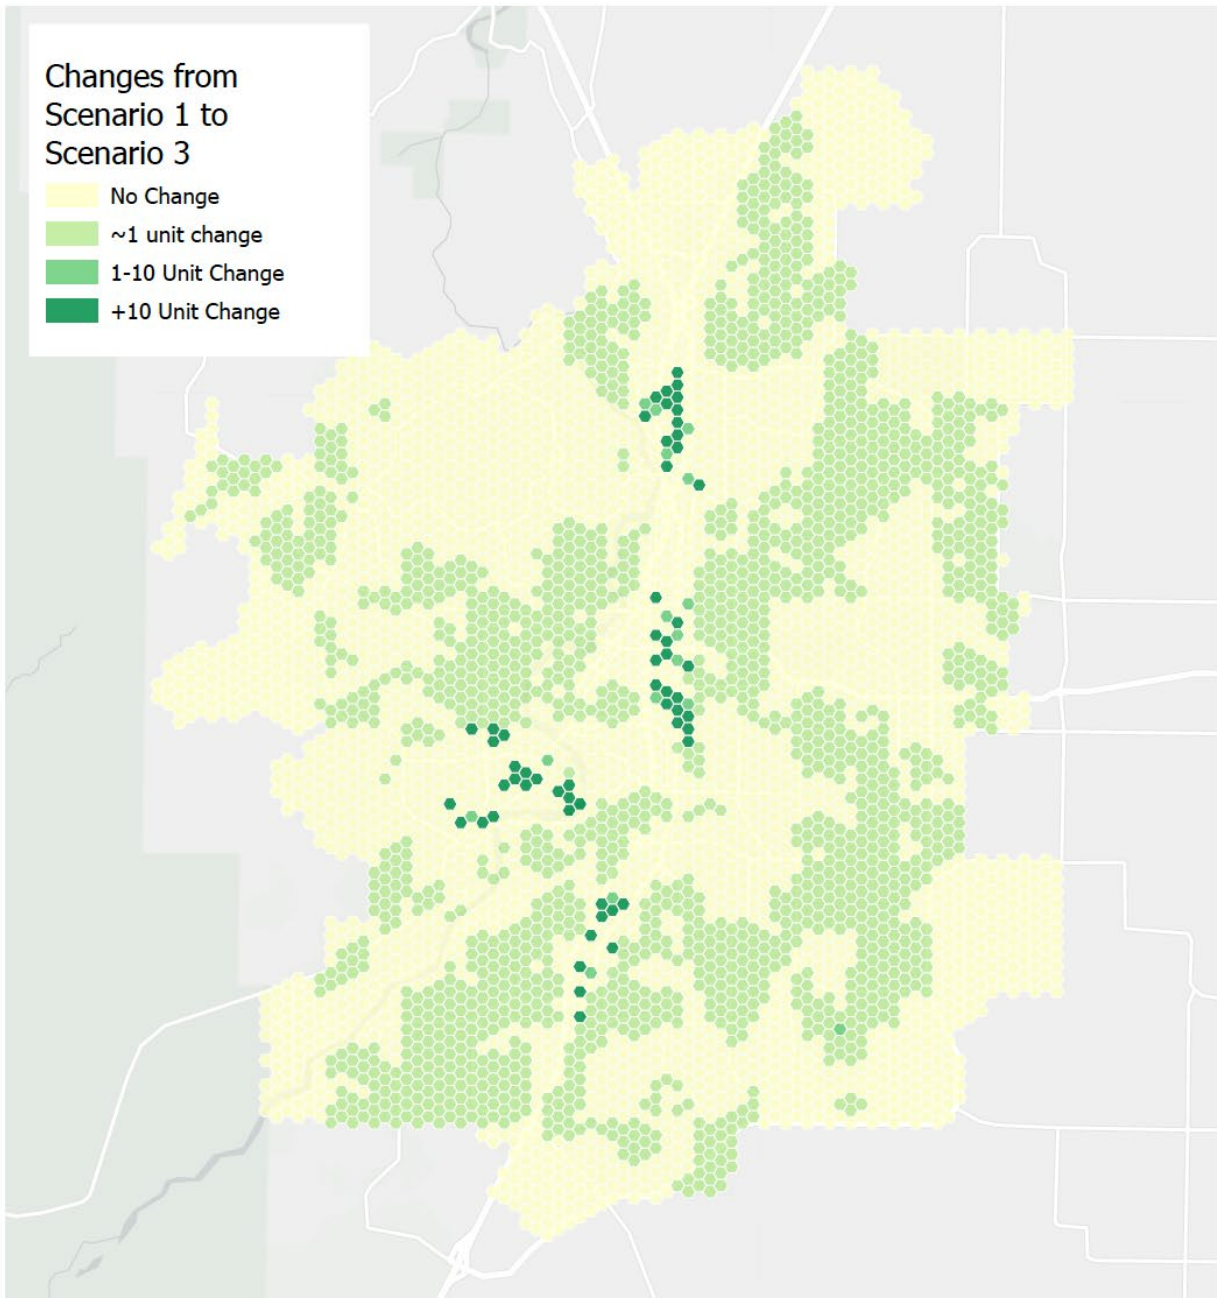 Changes from
Scenario 1 to
Scenario 3
No Change
~1 unit change
1-10 Unit Change
+10 Unit Change